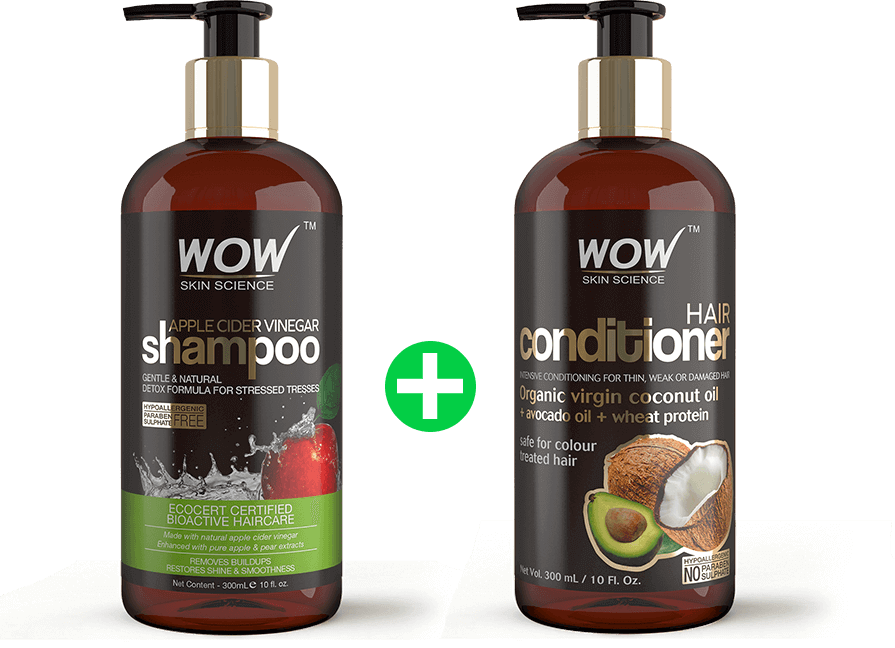 WOW TM
SKIN SCIENCE
APPLE CIDER VINEGAR
shampoo
GENTLE & NATURAL
DETOX FORMULA FOR STRESSED TRESSES
HYPOALLERGENIC
PARABEN
SULPHATE FREE
ECOCERT CERTIFIED
BIOACTIVE HAIRCARE
Made with natural apple cider vinegar
Enhanced with pure apple & pear extracts
REMOVES BUILDUPS
RESTORES SHINE & SMOOTHNESS
Net Content - 300mL℮ 10 fl. oz.
WOW TM
SKIN SCIENCE
HAIR
conditioner
INTENSIVE CONDITIONING FOR THIN, WEAK OR DAMAGED HAIR
Organic virgin coconut oil
+ avocado oil + wheat protein
safe for colour
treated hair
Net Vol. 300 mL / 10 Fl. Oz.
HYPOALLERGENIC
NO PARABEN
SULPHATE